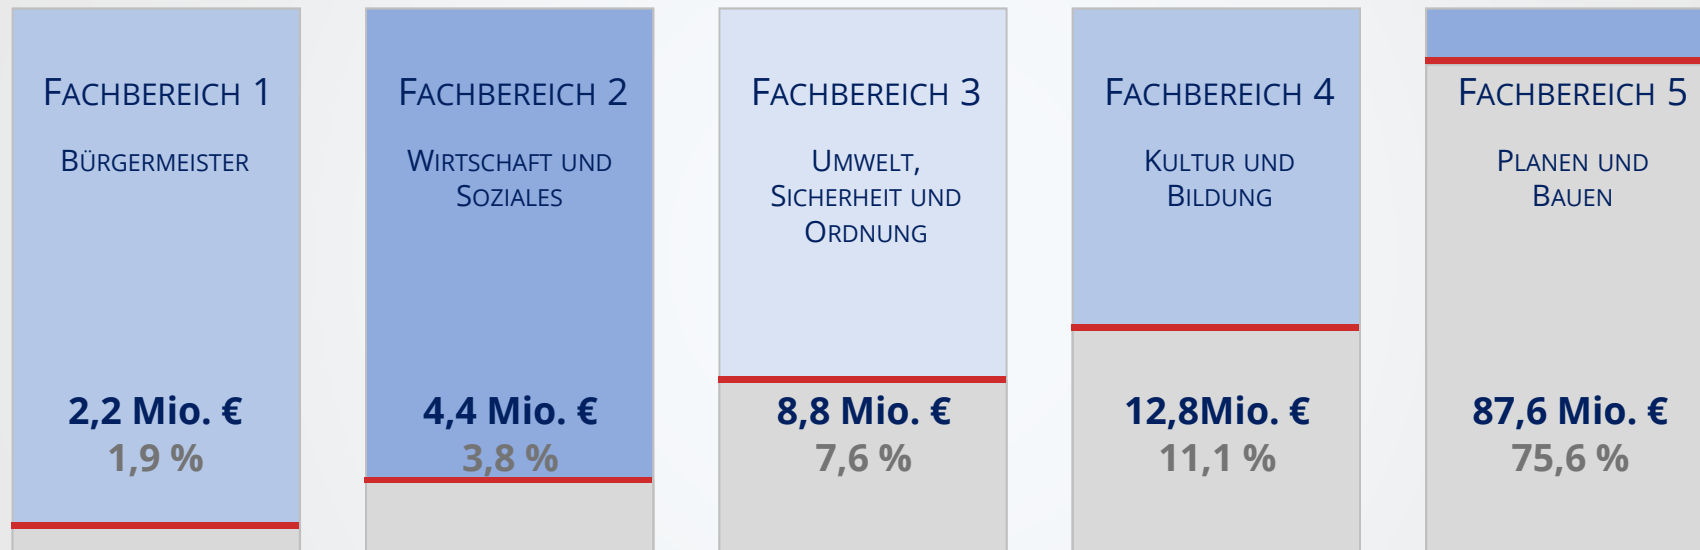 Fachbereich 1
Bürgermeister
2,2 Mio. €
1,9 %
Fachbereich 2
Wirtschaft und
Soziales
4,4 Mio. €
3,8 %
Fachbereich 3
Umwelt,
Sicherheit und
Ordnung
8,8 Mio. €
7,6 %
Fachbereich 4
Kultur und
Bildung
12,8Mio. €
11,1 %
Fachbereich 5
Planen und
Bauen
87,6 Mio. €
75,6 %